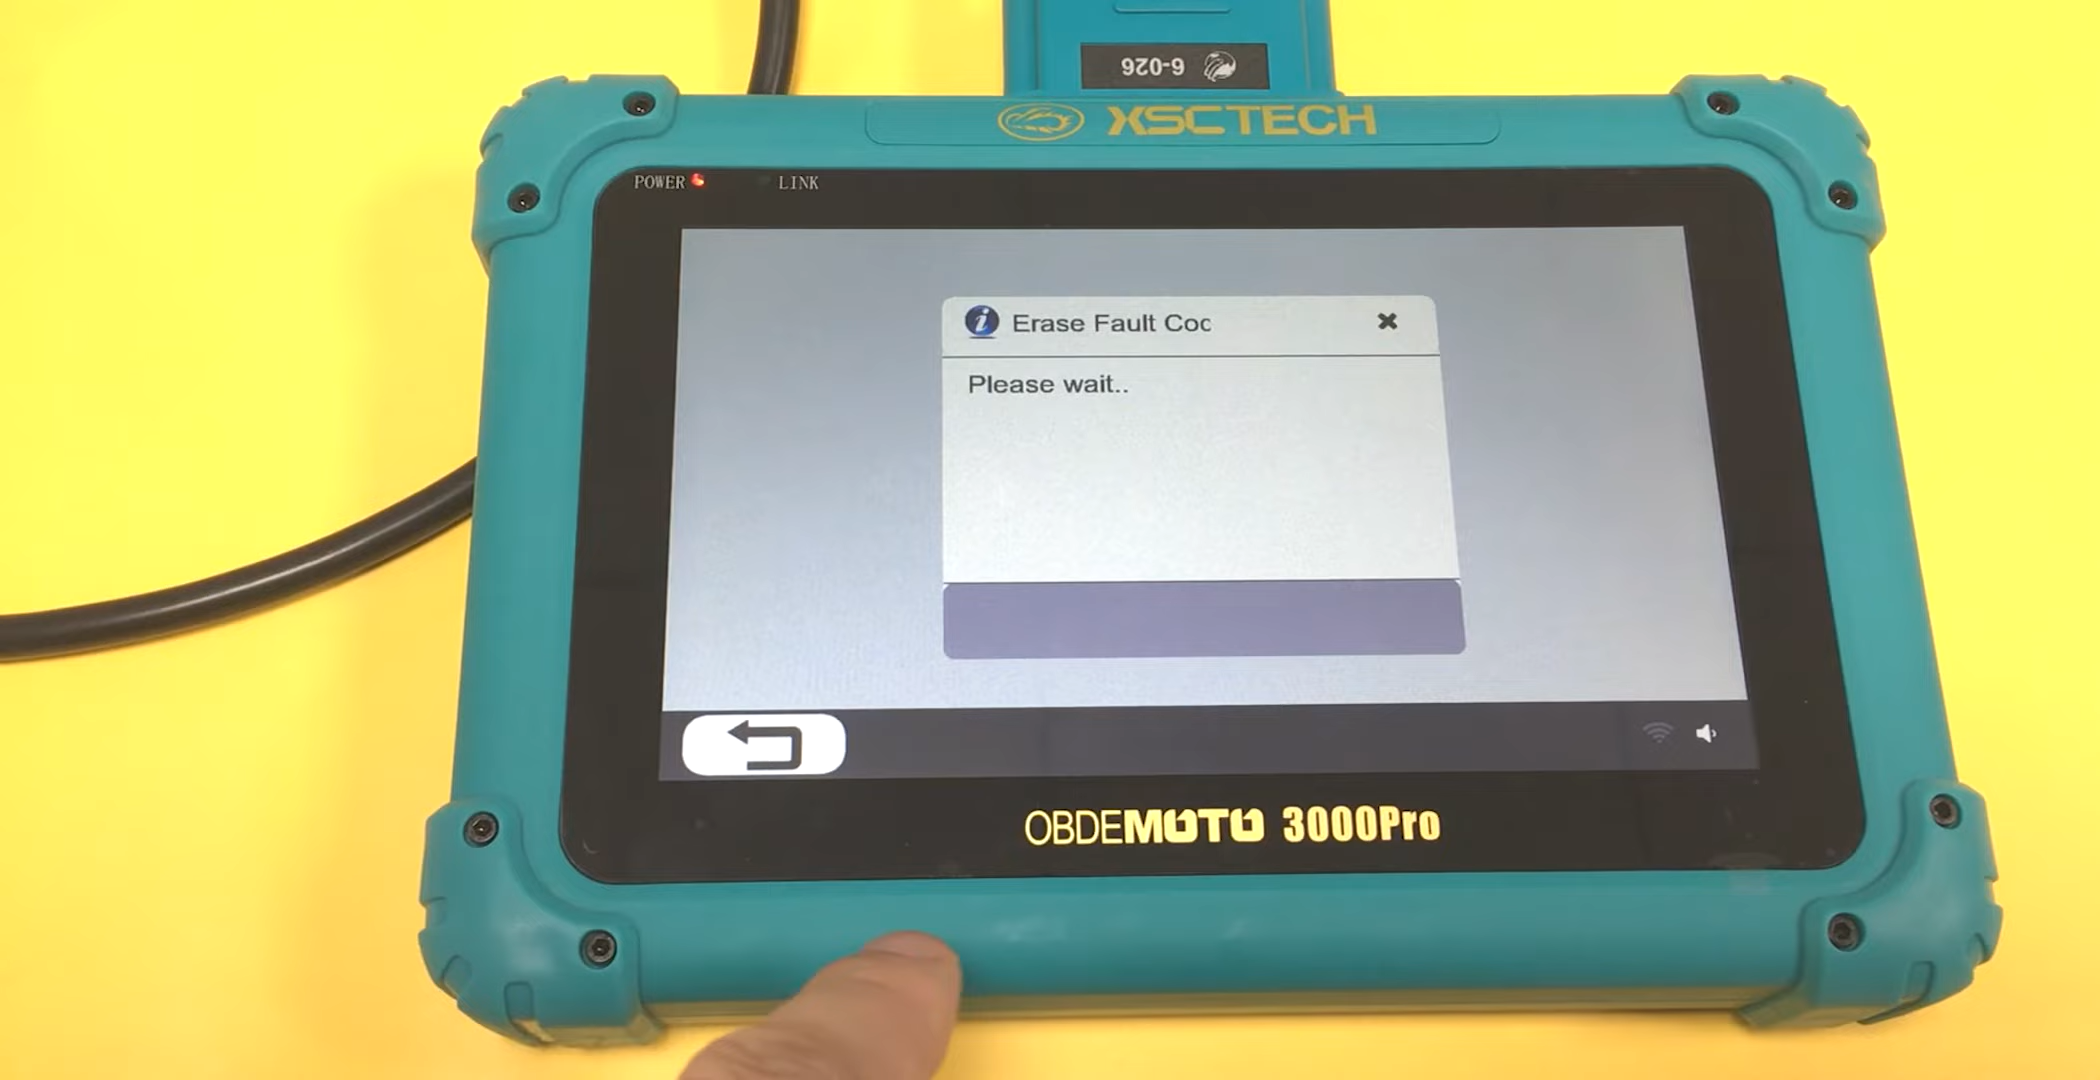 6-026
XSCTECH
POWER LINK
Erase Fault Coc
Please wait..
OBDEMOTO 3000Pro